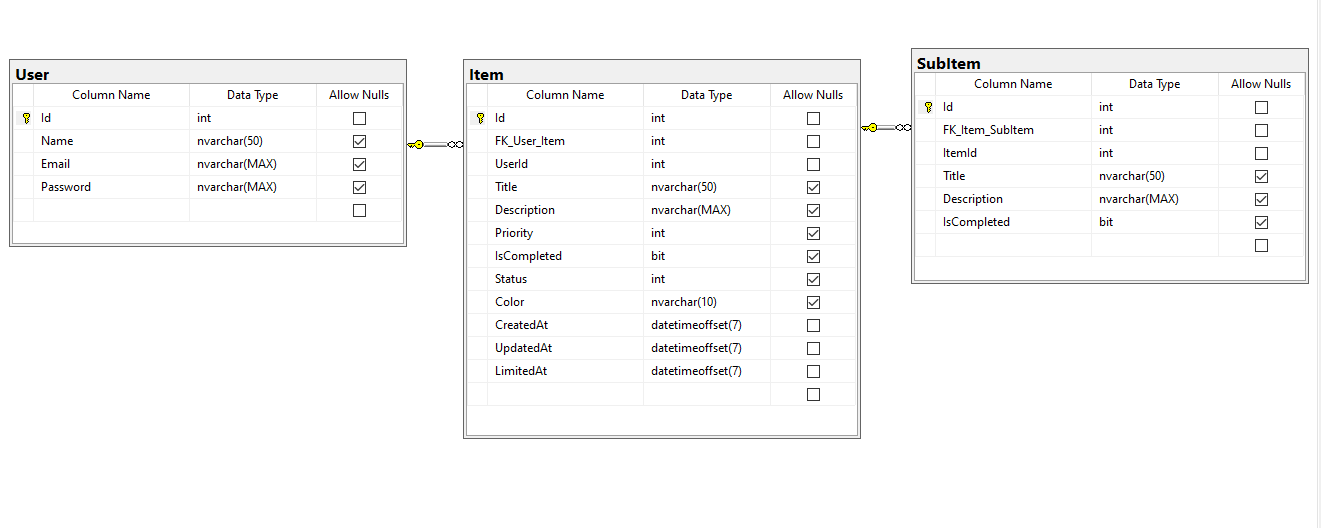 User
Column Name Data Type Allow Nulls
Id int
Name nvarchar(50)
Email nvarchar(MAX)
Password nvarchar(MAX)
Item
Column Name Data Type Allow Nulls
Id int
FK_User_Item int
UserId int
Title nvarchar(50)
Description nvarchar(MAX)
Priority int
IsCompleted bit
Status int
Color nvarchar(10)
CreatedAt datetimeoffset(7)
UpdatedAt datetimeoffset(7)
LimitedAt datetimeoffset(7)
SubItem
Column Name Data Type Allow Nulls
Id int
FK_Item_SubItem int
ItemId int
Title nvarchar(50)
Description nvarchar(MAX)
IsCompleted bit